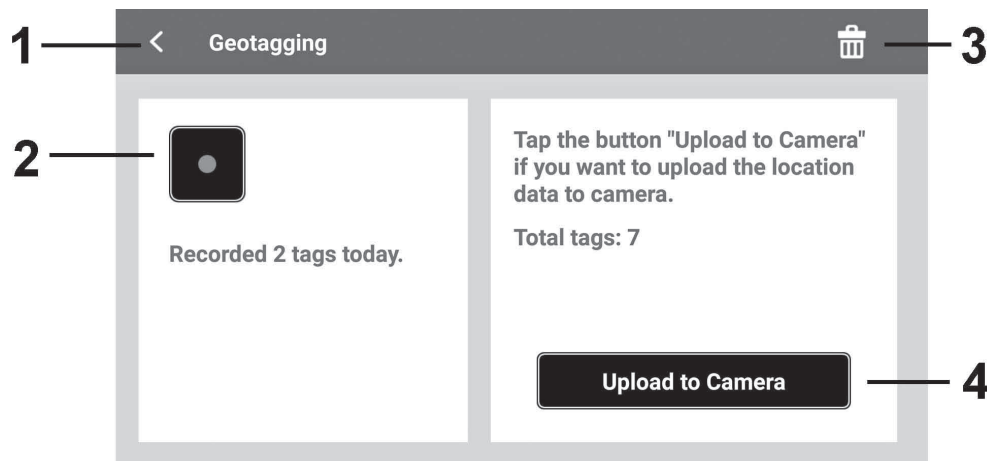 1
Geotagging
3
2
Recorded 2 tags today.
Tap the button "Upload to Camera"
if you want to upload the location
data to camera.
Total tags: 7
Upload to Camera
4